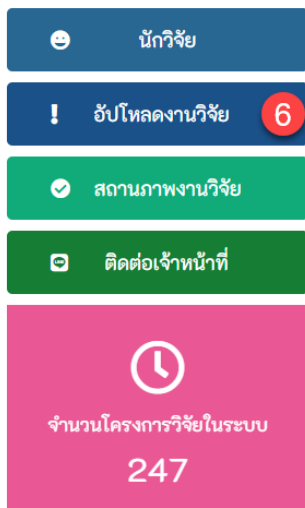 นักวิจัย
อัปโหลดงานวิจัย 6
สถานภาพงานวิจัย
ติดต่อเจ้าหน้าที่
จำนวนโครงการวิจัยในระบบ
247